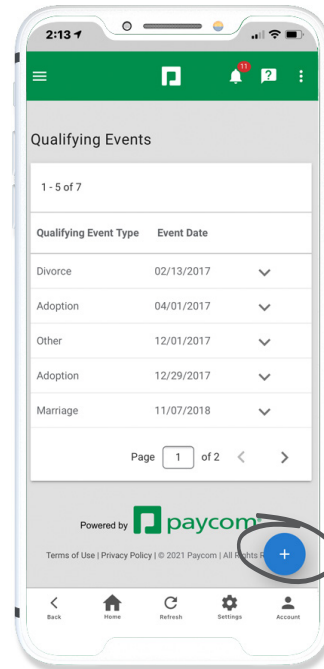 2:13
11
?
Qualifying Events
1 - 5 of 7
Qualifying Event Type Event Date
Divorce 02/13/2017
Adoption 04/01/2017
Other 12/01/2017
Adoption 12/29/2017
Marriage 11/07/2018
Page 1 of 2
Powered by paycom
Terms of Use | Privacy Policy | © 2021 Paycom | All Rights R
+
Back Home Refresh Settings Account